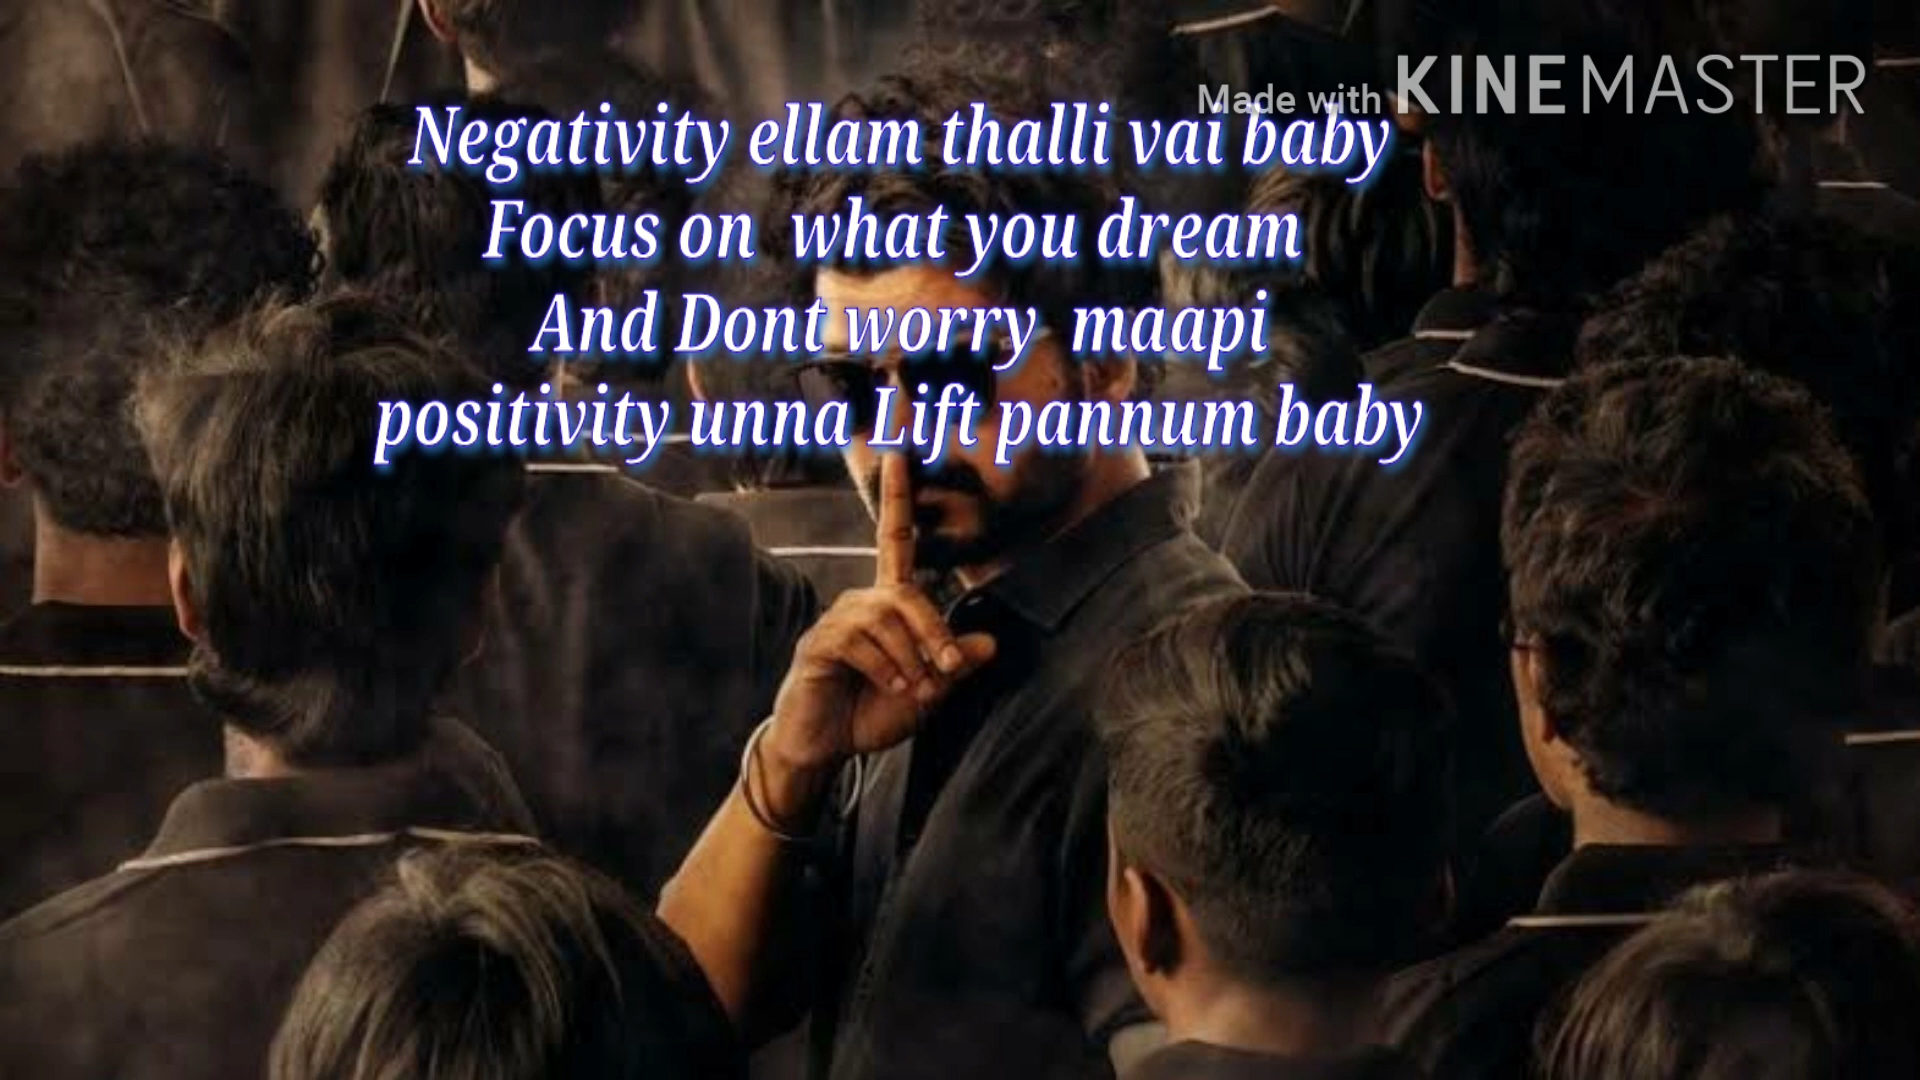 Made with KINEMASTER
Negativity ellam thalli vai baby
Focus on  what you dream
And Dont worry  maapi
positivity unna Lift pannum baby